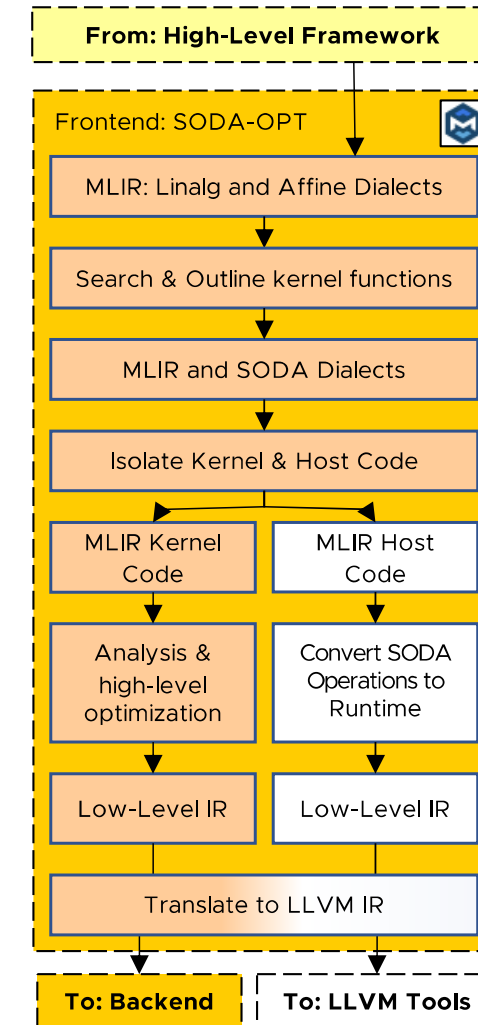 From: High-Level Framework
Frontend: SODA-OPT
MLIR: Linalg and Affine Dialects
Search & Outline kernel functions
MLIR and SODA Dialects
Isolate Kernel & Host Code
MLIR Kernel
Code
MLIR Host
Code
Analysis &
high-level
optimization
Convert SODA
Operations to
Runtime
Low-Level IR
Low-Level IR
Translate to LLVM IR
To: Backend
To: LLVM Tools